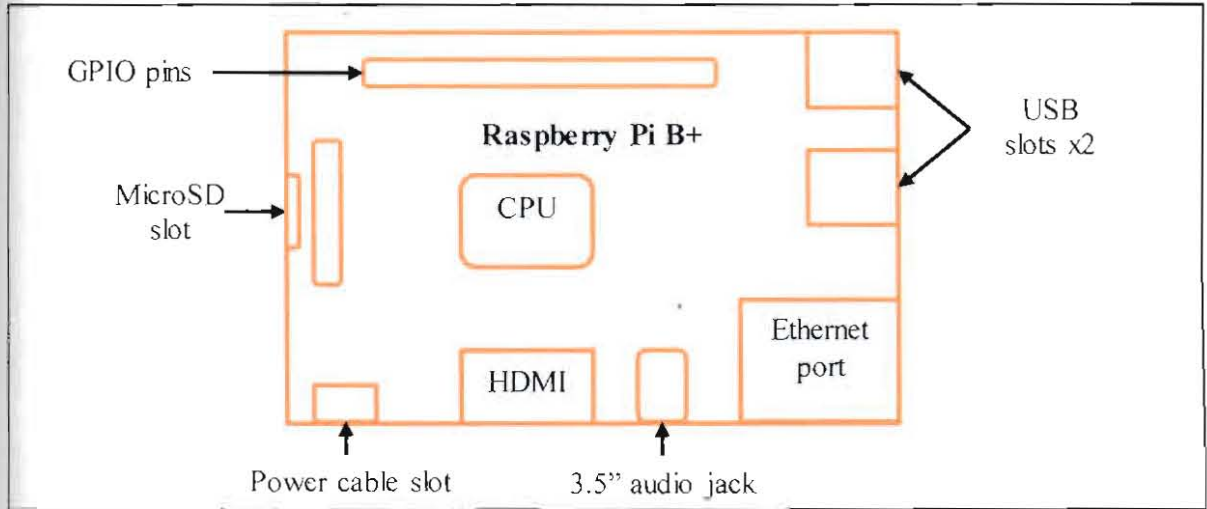 GPIO pins
Raspberry Pi B+
USB
slots x2
MicroSD
slot
CPU
Ethernet
port
HDMI
Power cable slot
3.5” audio jack